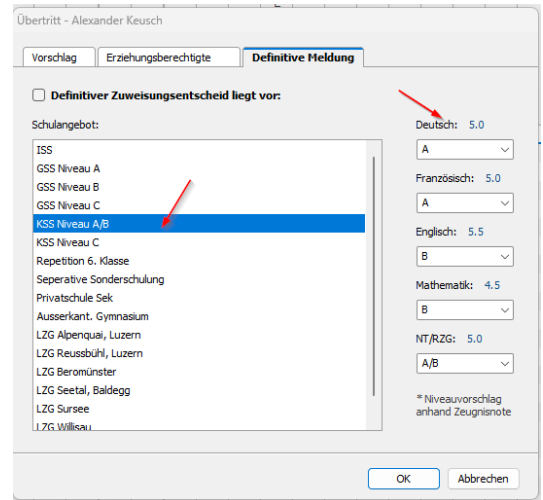 Übertritt - Alexander Keusch
Vorschlag
Erziehungsberechtigte
Definitive Meldung
Definitiver Zuweisungsentscheid liegt vor:
Schulangebot:
ISS
GSS Niveau A
GSS Niveau B
GSS Niveau C
KSS Niveau A/B
KSS Niveau C
Repetition 6. Klasse
Seperative Sonderschulung
Privatschule Sek
Ausserkant. Gymnasium
LZG Alpenquai, Luzern
LZG Reussbühl, Luzern
LZG Beromünster
LZG Seetal, Baldegg
LZG Sursee
LZG Willisau
Deutsch: 5.0
A
Französisch: 5.0
A
Englisch: 5.5
B
Mathematik: 4.5
B
NT/RZG: 5.0
A/B
* Niveauvorschlag
anhand Zeugnisnote
OK
Abbrechen